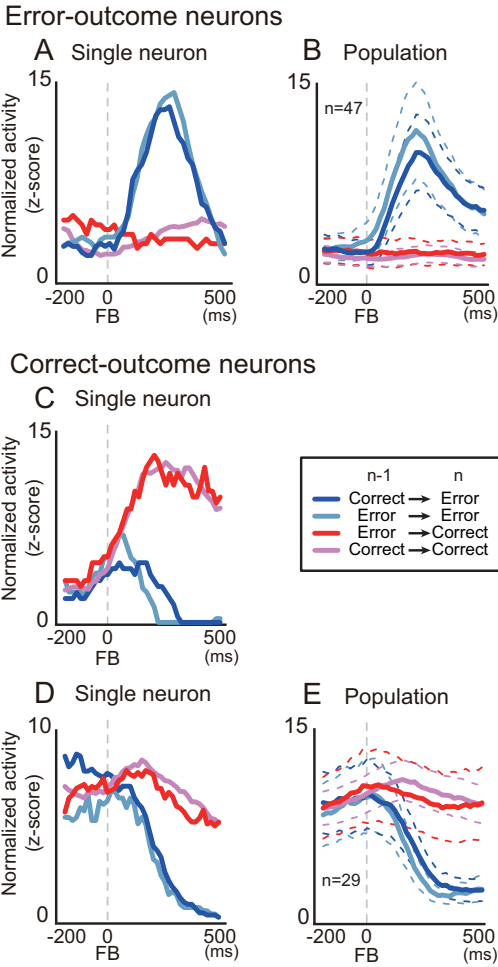 Error-outcome neurons
A Single neuron
B Population
Normalized activity
(z-score)
15
0
-200 0 500
FB (ms)
15
n=47
0
-200 0 500
FB (ms)
Correct-outcome neurons
C Single neuron
Normalized activity
(z-score)
15
0
-200 0 500
FB (ms)
n-1 n
Correct → Error
Error → Error
Error → Correct
Correct → Correct
D Single neuron
Normalized activity
(z-score)
10
0
-200 0 500
FB (ms)
E Population
15
n=29
0
-200 0 500
FB (ms)